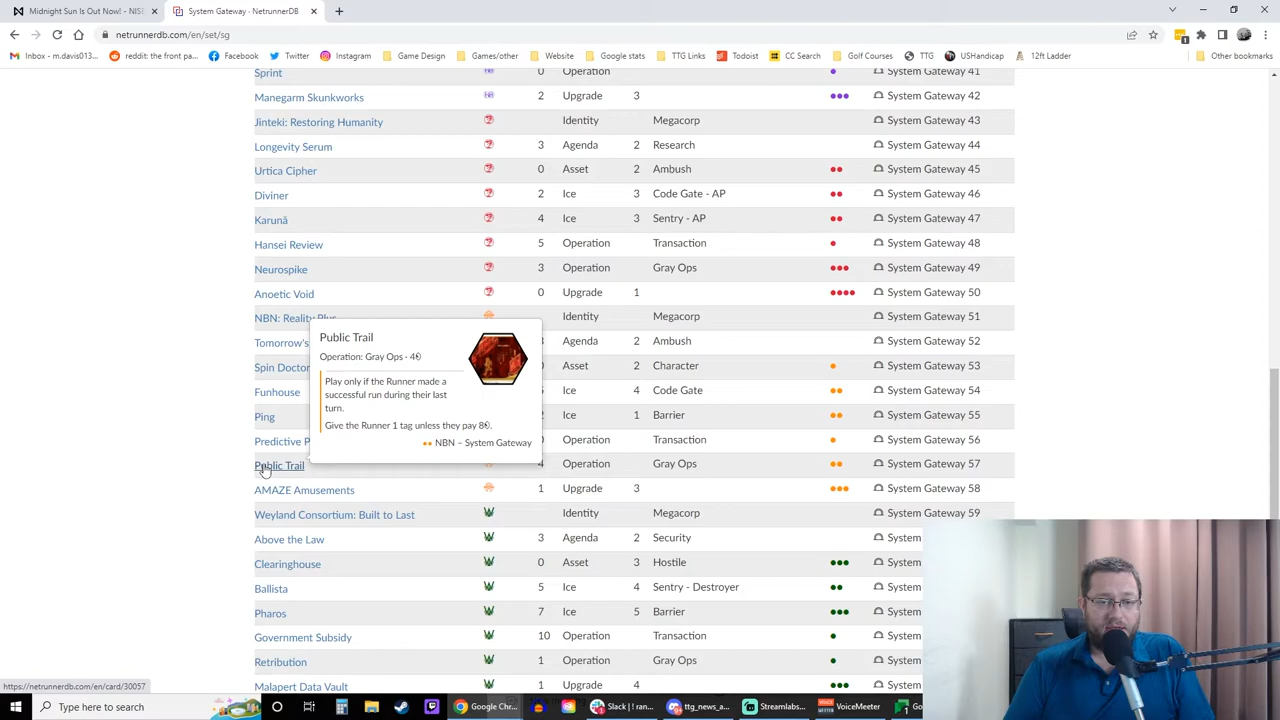 Midnight Sun Is Out Now! - NIS
System Gateway · NetrunnerDB
netrunnerdb.com/en/set/sg
Inbox - m.davis013...
reddit: the front pa...
Facebook
Twitter
Instagram
Game Design
Games/other
Website
Google stats
TTG Links
Todoist
CC Search
Golf Courses
TTG
USHandicap
12ft Ladder
Other bookmarks
Sprint 0 Operation System Gateway 41
Manegarm Skunkworks 2 Upgrade 3 System Gateway 42
Jinteki: Restoring Humanity Identity Megacorp System Gateway 43
Longevity Serum 3 Agenda 2 Research System Gateway 44
Urtica Cipher 0 Asset 2 Ambush System Gateway 45
Diviner 2 Ice 3 Code Gate - AP System Gateway 46
Karunā 4 Ice 3 Sentry - AP System Gateway 47
Hansei Review 5 Operation Transaction System Gateway 48
Neurospike 3 Operation Gray Ops System Gateway 49
Anoetic Void 0 Upgrade 1 System Gateway 50
NBN: Reality Plus Identity Megacorp System Gateway 51
Tomorrow's Agenda 2 Ambush System Gateway 52
Spin Doctor Asset 2 Character System Gateway 53
Funhouse Ice 4 Code Gate System Gateway 54
Ping Ice 1 Barrier System Gateway 55
Predictive P Operation Transaction System Gateway 56
Public Trail 4 Operation Gray Ops System Gateway 57
AMAZE Amusements 1 Upgrade 3 System Gateway 58
Weyland Consortium: Built to Last Identity Megacorp System Gateway 59
Above the Law 3 Agenda 2 Security System
Clearinghouse 0 Asset 3 Hostile System
Ballista 5 Ice 4 Sentry - Destroyer System
Pharos 7 Ice 5 Barrier System
Government Subsidy 10 Operation Transaction System
Retribution 1 Operation Gray Ops System
Malapert Data Vault 1 Upgrade 4 System
Public Trail
Operation: Gray Ops · 4
Play only if the Runner made a
successful run during their last
turn.
Give the Runner 1 tag unless they pay 8.
NBN – System Gateway
https://netrunnerdb.com/en/card/30057
Type here to search
Google Chr...
Slack | ! ran...
ttg_news_a...
Streamlabs...
VoiceMeeter
Go